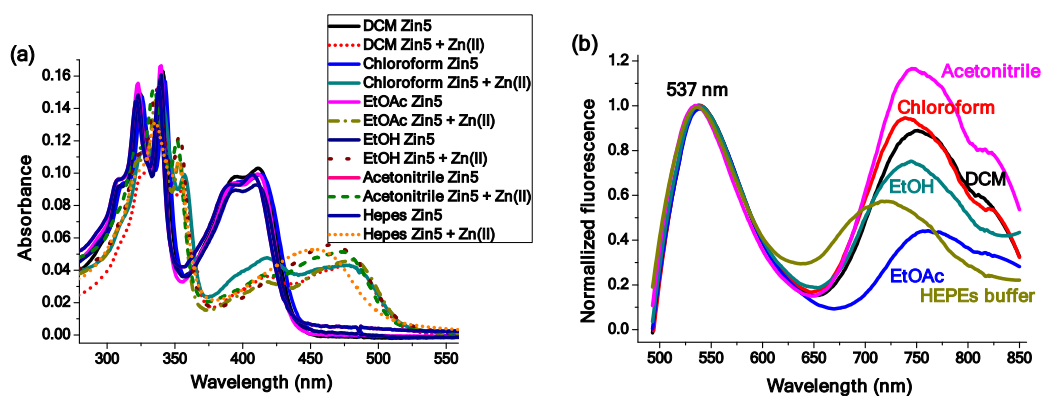 (a)
DCM Zin5
DCM Zin5 + Zn(II)
Chloroform Zin5
Chloroform Zin5 + Zn(II)
EtOAc Zin5
EtOAc Zin5 + Zn(II)
EtOH Zin5
EtOH Zin5 + Zn(II)
Acetonitrile Zin5
Acetonitrile Zin5 + Zn(II)
Hepes Zin5
Hepes Zin5 + Zn(II)
Absorbance
0.16
0.14
0.12
0.10
0.08
0.06
0.04
0.02
0.00
300 350 400 450 500 550
Wavelength (nm)
(b)
Normallized fluorescence
1.2
1.0
0.8
0.6
0.4
0.2
0.0
537 nm
Acetonitrile
Chloroform
DCM
EtOH
EtOAc
HEPEs buffer
500 550 600 650 700 750 800 850
Wavelength (nm)